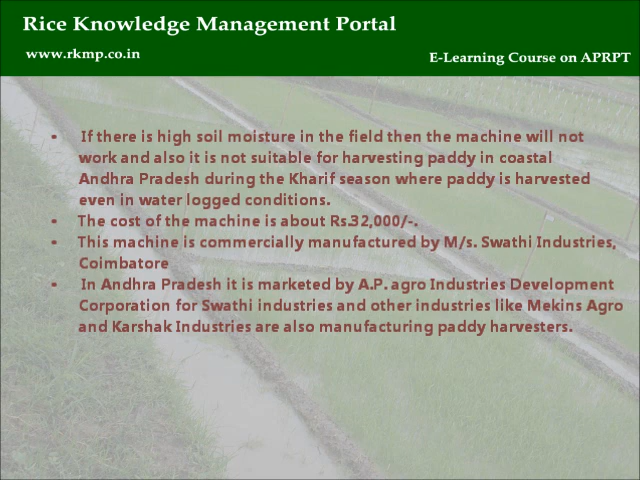 Rice Knowledge Management Portal
www.rkmp.co.in
E-Learning Course on APRPT
• If there is high soil moisture in the field then the machine will not
work and also it is not suitable for harvesting paddy in coastal
Andhra Pradesh during the Kharif season where paddy is harvested
even in water logged conditions.
• The cost of the machine is about Rs.32,000/-.
• This machine is commercially manufactured by M/s. Swathi Industries,
Coimbatore
• In Andhra Pradesh it is marketed by A.P. agro Industries Development
Corporation for Swathi industries and other industries like Mekins Agro
and Karshak Industries are also manufacturing paddy harvesters.